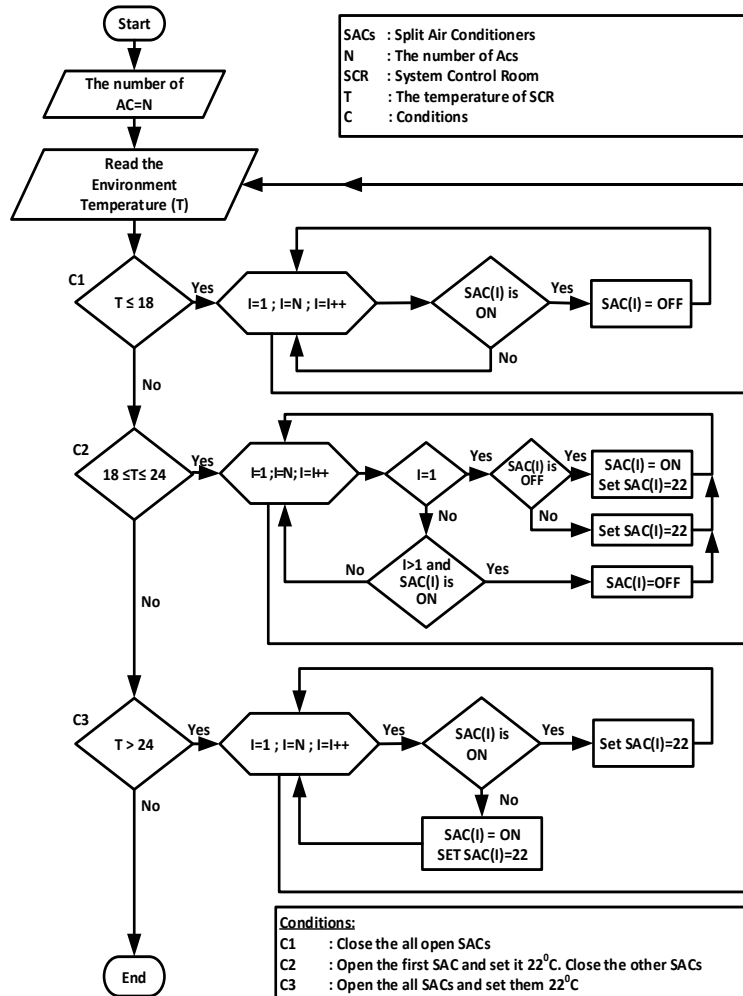 Start
SACs : Split Air Conditioners
N : The number of Acs
SCR : System Control Room
T : The temperature of SCR
C : Conditions
The number of
AC=N
Read the
Environment
Temperature (T)
C1
T ≤ 18
Yes
I=1 ; I=N ; I=I++
SAC(I) is
ON
Yes
SAC(I) = OFF
No
No
C2
18 ≤T≤ 24
Yes
I=1 ;I=N; I=I++
I=1
Yes
SAC(I) is
OFF
Yes
SAC(I) = ON
Set SAC(I)=22
No
Set SAC(I)=22
No
I>1 and
SAC(I) is
ON
No
Yes
SAC(I)=OFF
No
C3
T > 24
Yes
I=1 ; I=N ; I=I++
Yes
SAC(I) is
ON
Yes
Set SAC(I)=22
No
SAC(I) = ON
SET SAC(I)=22
No
End
Conditions:
C1 : Close the all open SACs
C2 : Open the first SAC and set it 22⁰C. Close the other SACs
C3 : Open the all SACs and set them 22⁰C